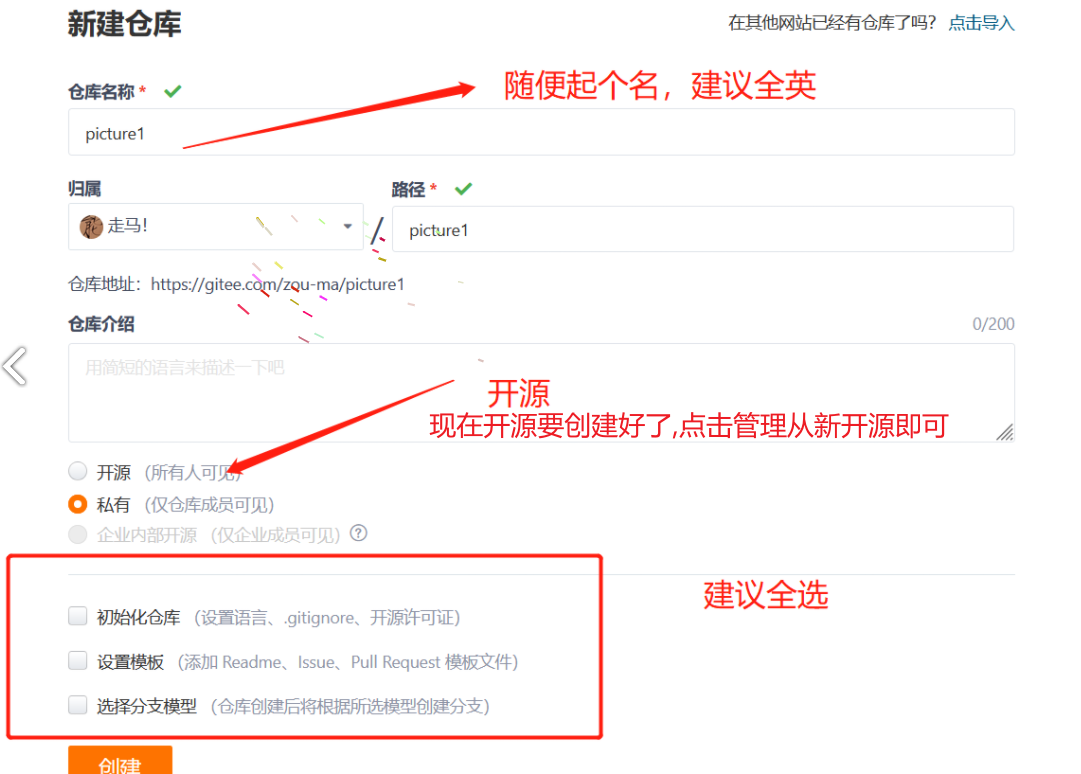 新建仓库
在其他网站已经有仓库了吗? 点击导入
仓库名称 *
随便起个名，建议全英
picture1
归属
路径 *
走马!
/
picture1
仓库地址：https://gitee.com/zou-ma/picture1
仓库介绍
0/200
用简短的语言来描述一下吧
开源
现在开源要创建好了,点击管理从新开源即可
开源 (所有人可见)
私有 (仅仓库成员可见)
企业内部开源 (仅企业成员可见) ?
建议全选
初始化仓库 (设置语言、.gitignore、开源许可证)
设置模板 (添加 Readme、Issue、Pull Request 模板文件)
选择分支模型 (仓库创建后将根据所选模型创建分支)
创建